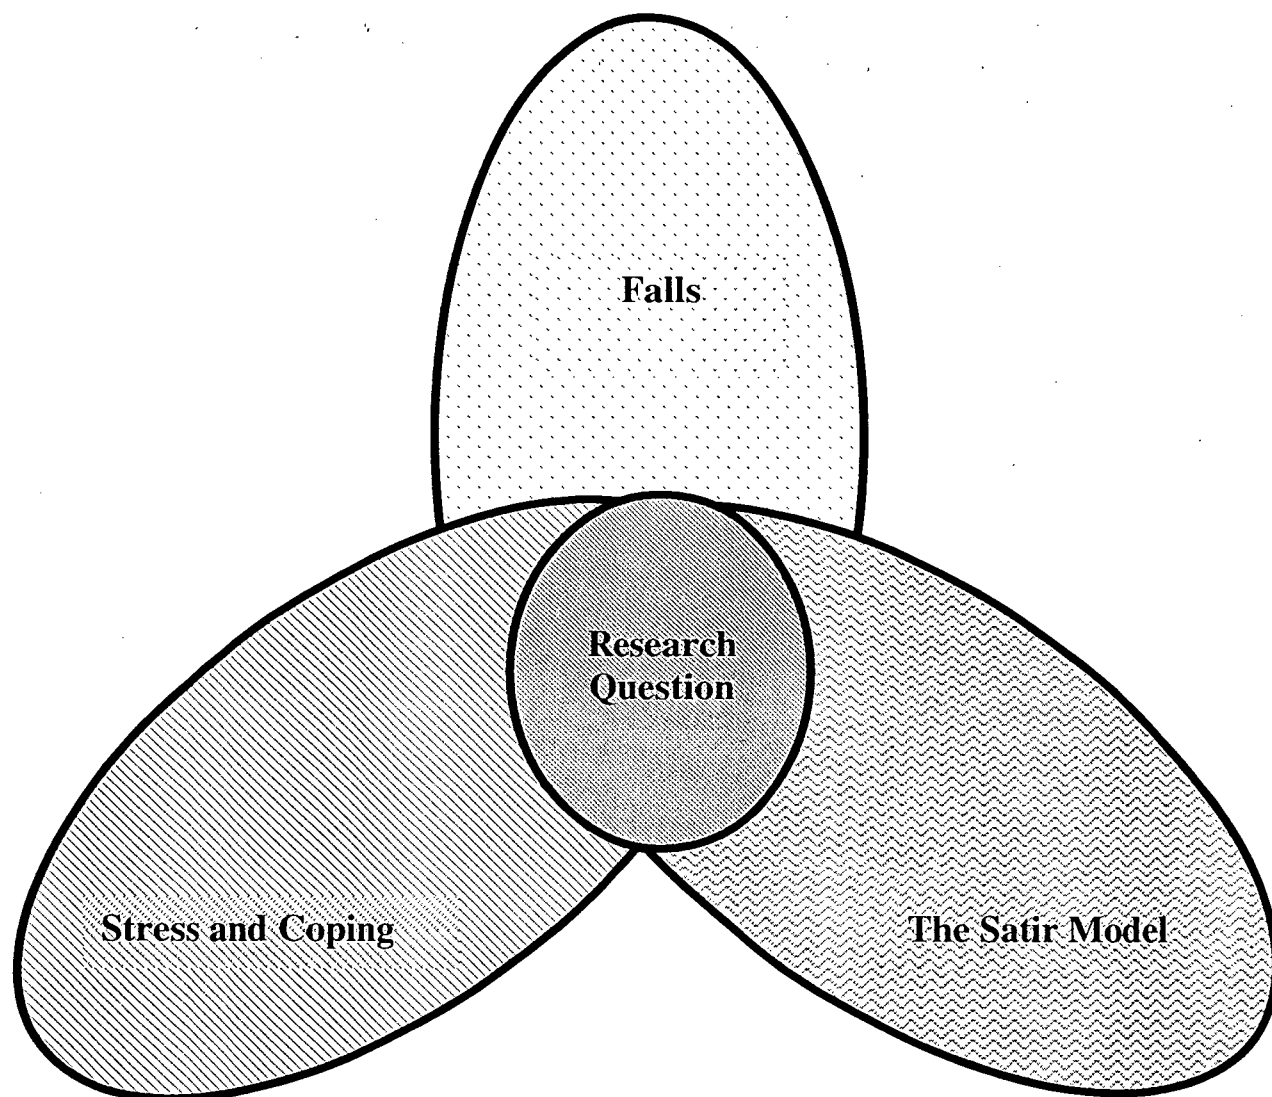 Falls
Research
Question
Stress and Coping
The Satir Model